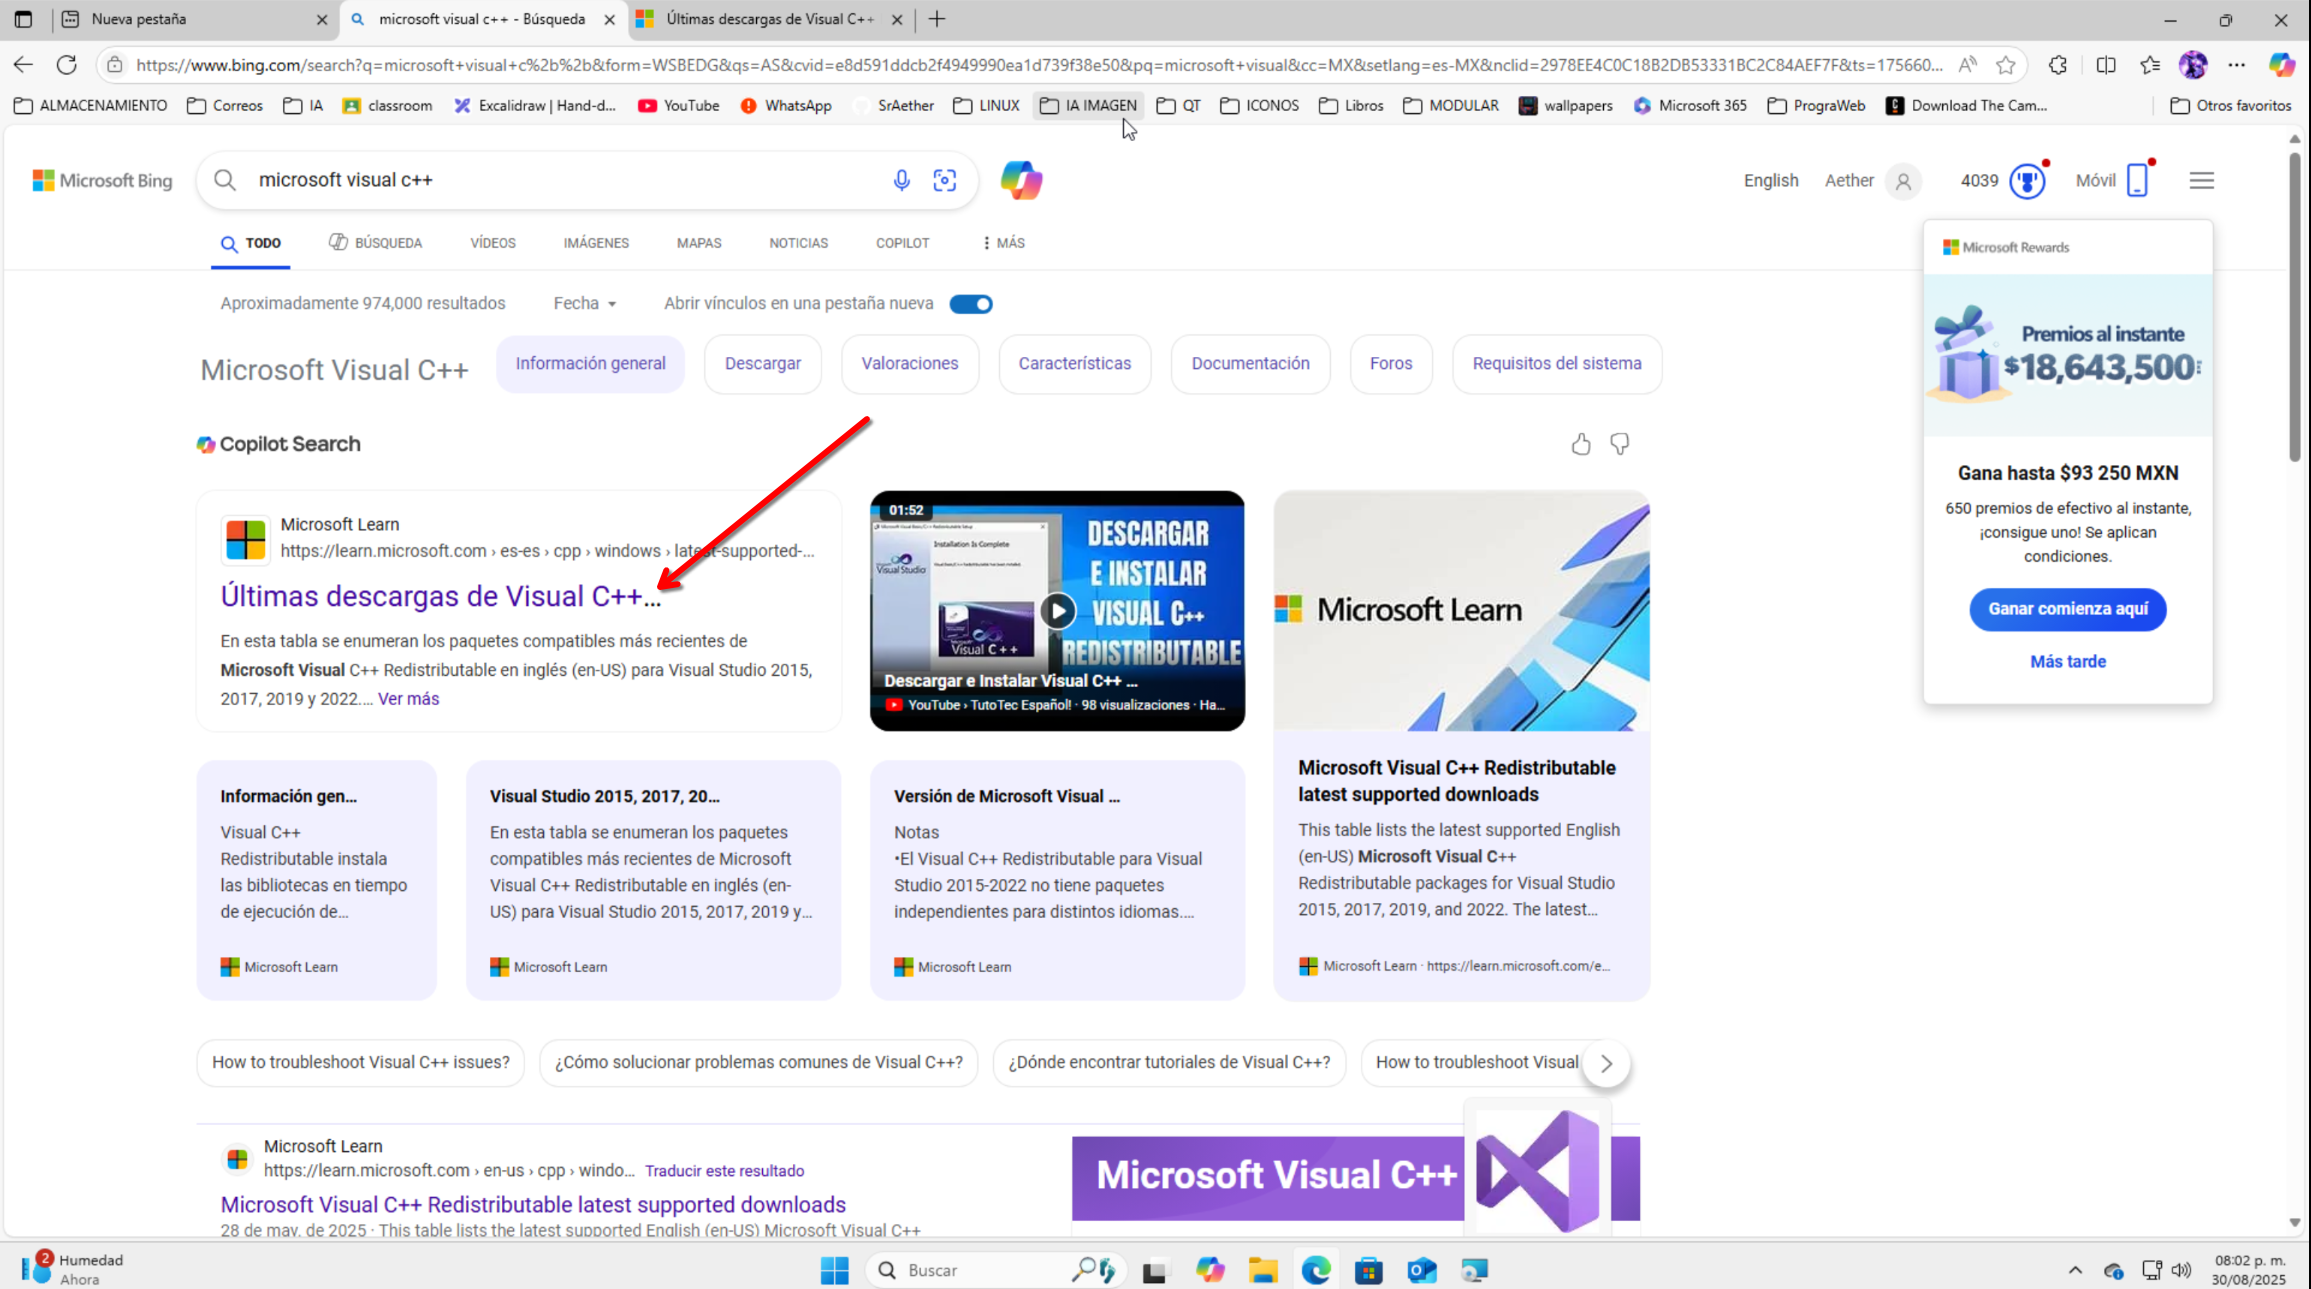 Nueva pestaña
microsoft visual c++ - Búsqueda
Últimas descargas de Visual C++
https://www.bing.com/search?q=microsoft+visual+c%2b%2b&form=WSBEDG&qs=AS&cvid=e8d591ddcb2f4949990ea1d739f38e50&pq=microsoft+visual&cc=MX&setlang=es-MX&nclid=2978EE4C0C18B2DB53331BC2C84AEF7F&ts=175660...
ALMACENAMIENTO
Correos
IA
classroom
Excalidraw | Hand-d...
YouTube
WhatsApp
SrAether
LINUX
IA IMAGEN
QT
ICONOS
Libros
MODULAR
wallpapers
Microsoft 365
PrograWeb
Download The Cam...
Otros favoritos
Microsoft Bing
microsoft visual c++
English
Aether
4039
Móvil
TODO
BÚSQUEDA
VÍDEOS
IMÁGENES
MAPAS
NOTICIAS
COPILOT
MÁS
Aproximadamente 974,000 resultados
Fecha
Abrir vínculos en una pestaña nueva
Microsoft Visual C++
Información general
Descargar
Valoraciones
Características
Documentación
Foros
Requisitos del sistema
Microsoft Rewards
Premios al instante
$18,643,500
Gana hasta $93 250 MXN
650 premios de efectivo al instante,
¡consigue uno! Se aplican
condiciones.
Ganar comienza aquí
Más tarde
Copilot Search
Microsoft Learn
https://learn.microsoft.com › es-es › cpp › windows › latest-supported-...
Últimas descargas de Visual C++...
En esta tabla se enumeran los paquetes compatibles más recientes de
Microsoft Visual C++ Redistributable en inglés (en-US) para Visual Studio 2015,
2017, 2019 y 2022.... Ver más
01:52
Installation Is Complete
Visual Studio
Visual C++
DESCARGAR
E INSTALAR
VISUAL C++
REDISTRIBUTABLE
Descargar e Instalar Visual C++ ...
YouTube › TutoTec Español! · 98 visualizaciones · Ha...
Microsoft Learn
Microsoft Visual C++ Redistributable
latest supported downloads
This table lists the latest supported English
(en-US) Microsoft Visual C++
Redistributable packages for Visual Studio
2015, 2017, 2019, and 2022. The latest...
Microsoft Learn · https://learn.microsoft.com/e...
Información gen...
Visual C++
Redistributable instala
las bibliotecas en tiempo
de ejecución de...
Microsoft Learn
Visual Studio 2015, 2017, 20...
En esta tabla se enumeran los paquetes
compatibles más recientes de Microsoft
Visual C++ Redistributable en inglés (en-
US) para Visual Studio 2015, 2017, 2019 y...
Microsoft Learn
Versión de Microsoft Visual ...
Notas
•El Visual C++ Redistributable para Visual
Studio 2015-2022 no tiene paquetes
independientes para distintos idiomas....
Microsoft Learn
How to troubleshoot Visual C++ issues?
¿Cómo solucionar problemas comunes de Visual C++?
¿Dónde encontrar tutoriales de Visual C++?
How to troubleshoot Visual
Microsoft Learn
https://learn.microsoft.com › en-us › cpp › windo... Traducir este resultado
Microsoft Visual C++ Redistributable latest supported downloads
28 de may. de 2025 · This table lists the latest supported English (en-US) Microsoft Visual C++
Microsoft Visual C++
2
Humedad
Ahora
Buscar
08:02 p. m.
30/08/2025